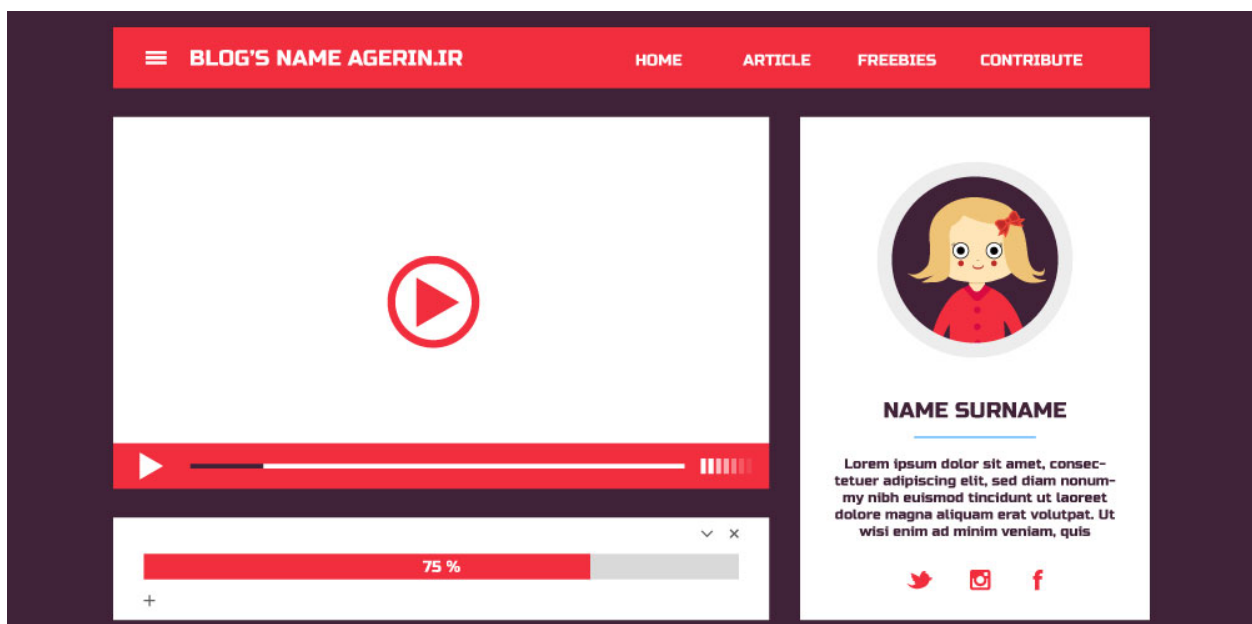 BLOG'S NAME AGERIN.IR
HOME
ARTICLE
FREEBIES
CONTRIBUTE
75 %
NAME SURNAME
Lorem ipsum dolor sit amet, consec-
tetuer adipiscing elit, sed diam nonum-
my nibh euismod tincidunt ut laoreet
dolore magna aliquam erat volutpat. Ut
wisi enim ad minim veniam, quis